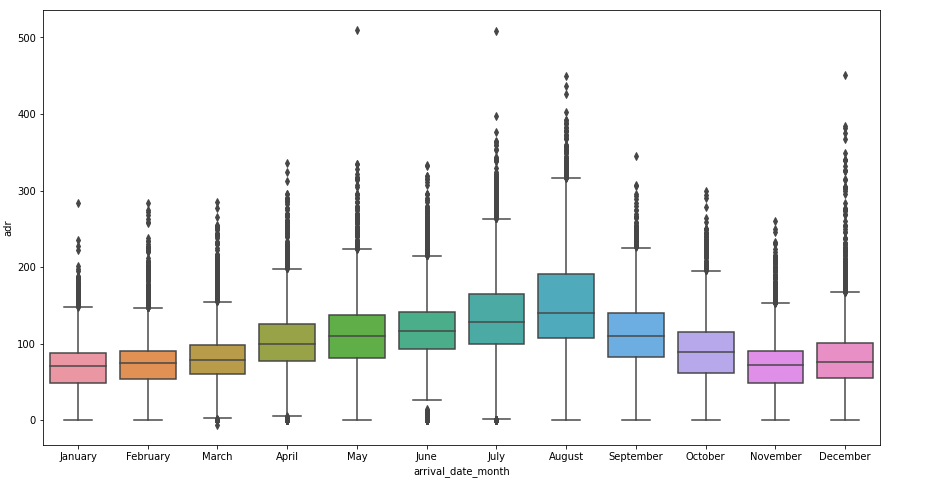 500
400
300
200
100
0
adr
January February March April May June July August September October November December
arrival_date_month